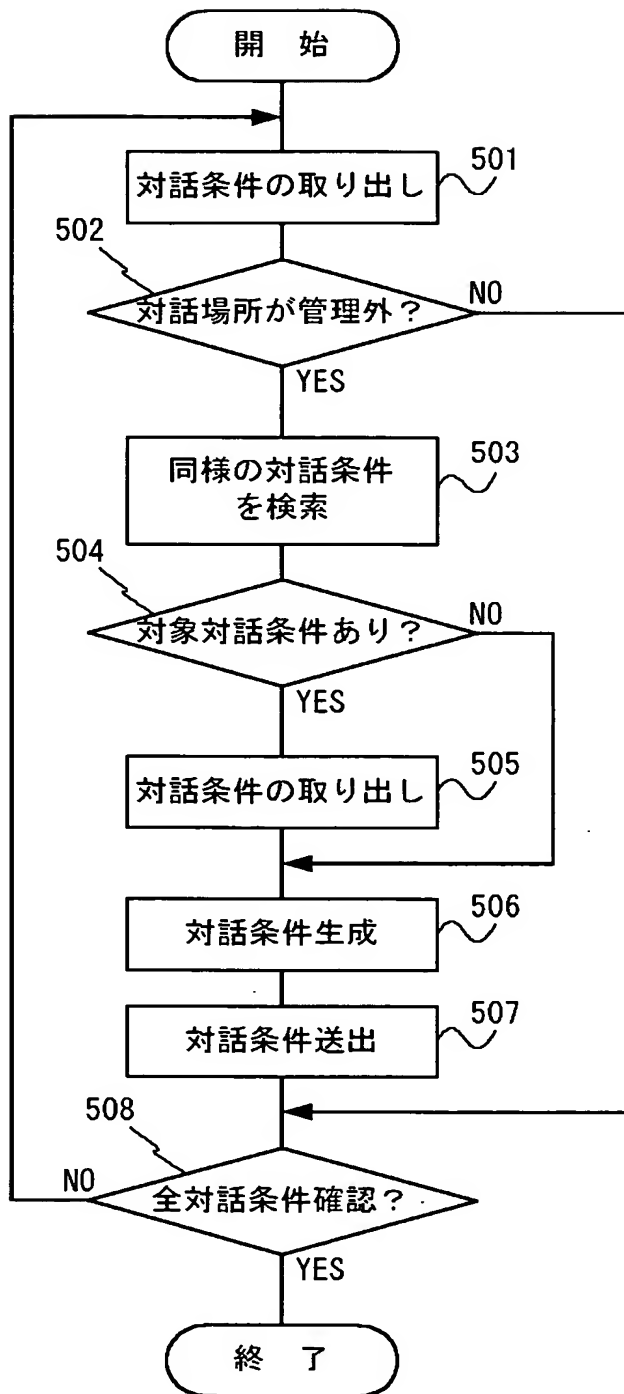 開 始
対話条件の取り出し
501
502
対話場所が管理外？
NO
YES
同様の対話条件
を検索
503
504
対象対話条件あり？
NO
YES
対話条件の取り出し
505
対話条件生成
506
対話条件送出
507
508
NO
全対話条件確認？
YES
終 了